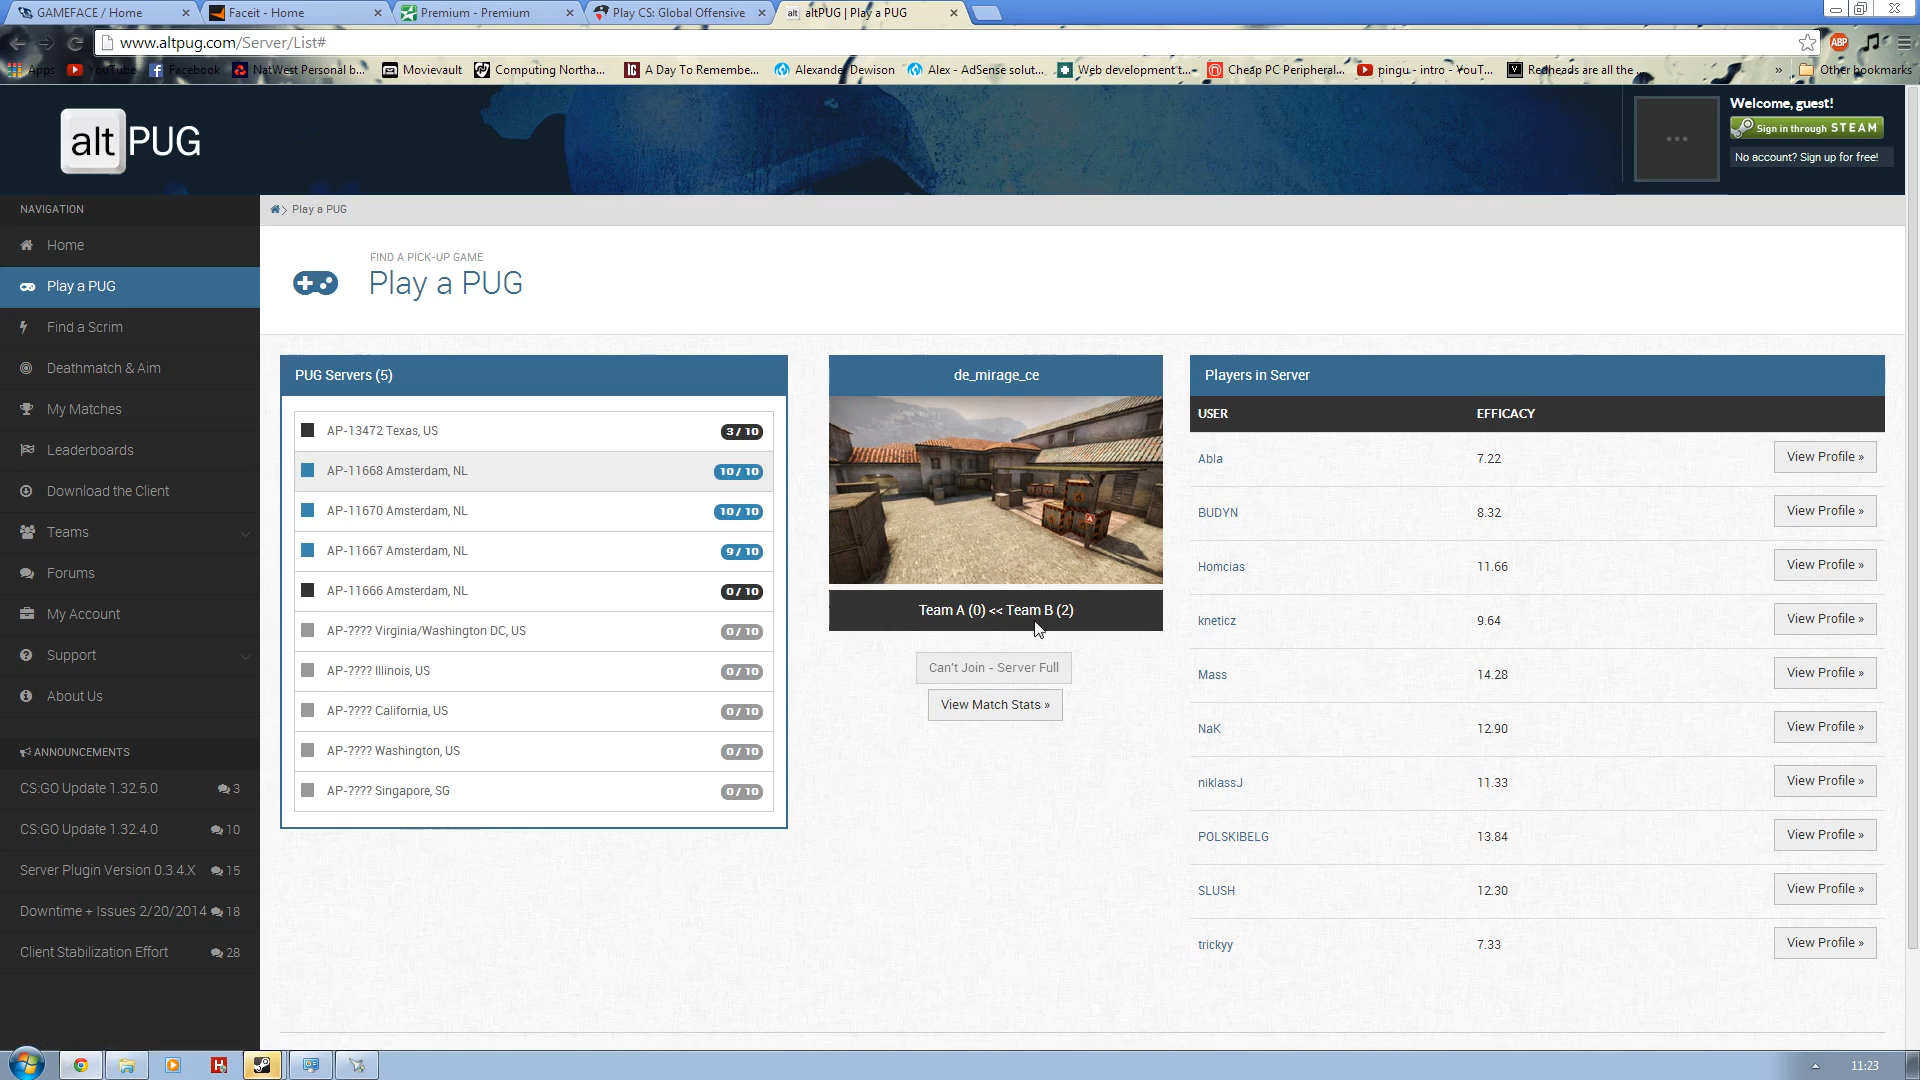 GAMEFACE / Home
Faceit - Home
Premium - Premium
Play CS: Global Offensive
alt altPUG | Play a PUG
www.altpug.com/Server/List#
ABP
Apps
YouTube
Facebook
NatWest Personal b...
Movievault
Computing Northa...
A Day To Remembe...
Alexander Dewison
Alex - AdSense solut...
Web development t...
Cheap PC Peripheral...
pingu - intro - YouT...
Redheads are all the ...
»
Other bookmarks
alt PUG
Welcome, guest!
Sign in through STEAM
No account? Sign up for free!
NAVIGATION
Home
Play a PUG
Find a Scrim
Deathmatch & Aim
My Matches
Leaderboards
Download the Client
Teams
Forums
My Account
Support
About Us
ANNOUNCEMENTS
CS:GO Update 1.32.5.0 3
CS:GO Update 1.32.4.0 10
Server Plugin Version 0.3.4.X 15
Downtime + Issues 2/20/2014 18
Client Stabilization Effort 28
Play a PUG
FIND A PICK-UP GAME
Play a PUG
PUG Servers (5)
AP-13472 Texas, US 3 / 10
AP-11668 Amsterdam, NL 10 / 10
AP-11670 Amsterdam, NL 10 / 10
AP-11667 Amsterdam, NL 9 / 10
AP-11666 Amsterdam, NL 0 / 10
AP-???? Virginia/Washington DC, US 0 / 10
AP-???? Illinois, US 0 / 10
AP-???? California, US 0 / 10
AP-???? Washington, US 0 / 10
AP-???? Singapore, SG 0 / 10
de_mirage_ce
Team A (0) << Team B (2)
Can't Join - Server Full
View Match Stats »
Players in Server
USER EFFICACY
Abla 7.22 View Profile »
BUDYN 8.32 View Profile »
Homcias 11.66 View Profile »
kneticz 9.64 View Profile »
Mass 14.28 View Profile »
NaK 12.90 View Profile »
niklassJ 11.33 View Profile »
POLSKIBELG 13.84 View Profile »
SLUSH 12.30 View Profile »
trickyy 7.33 View Profile »
11:23